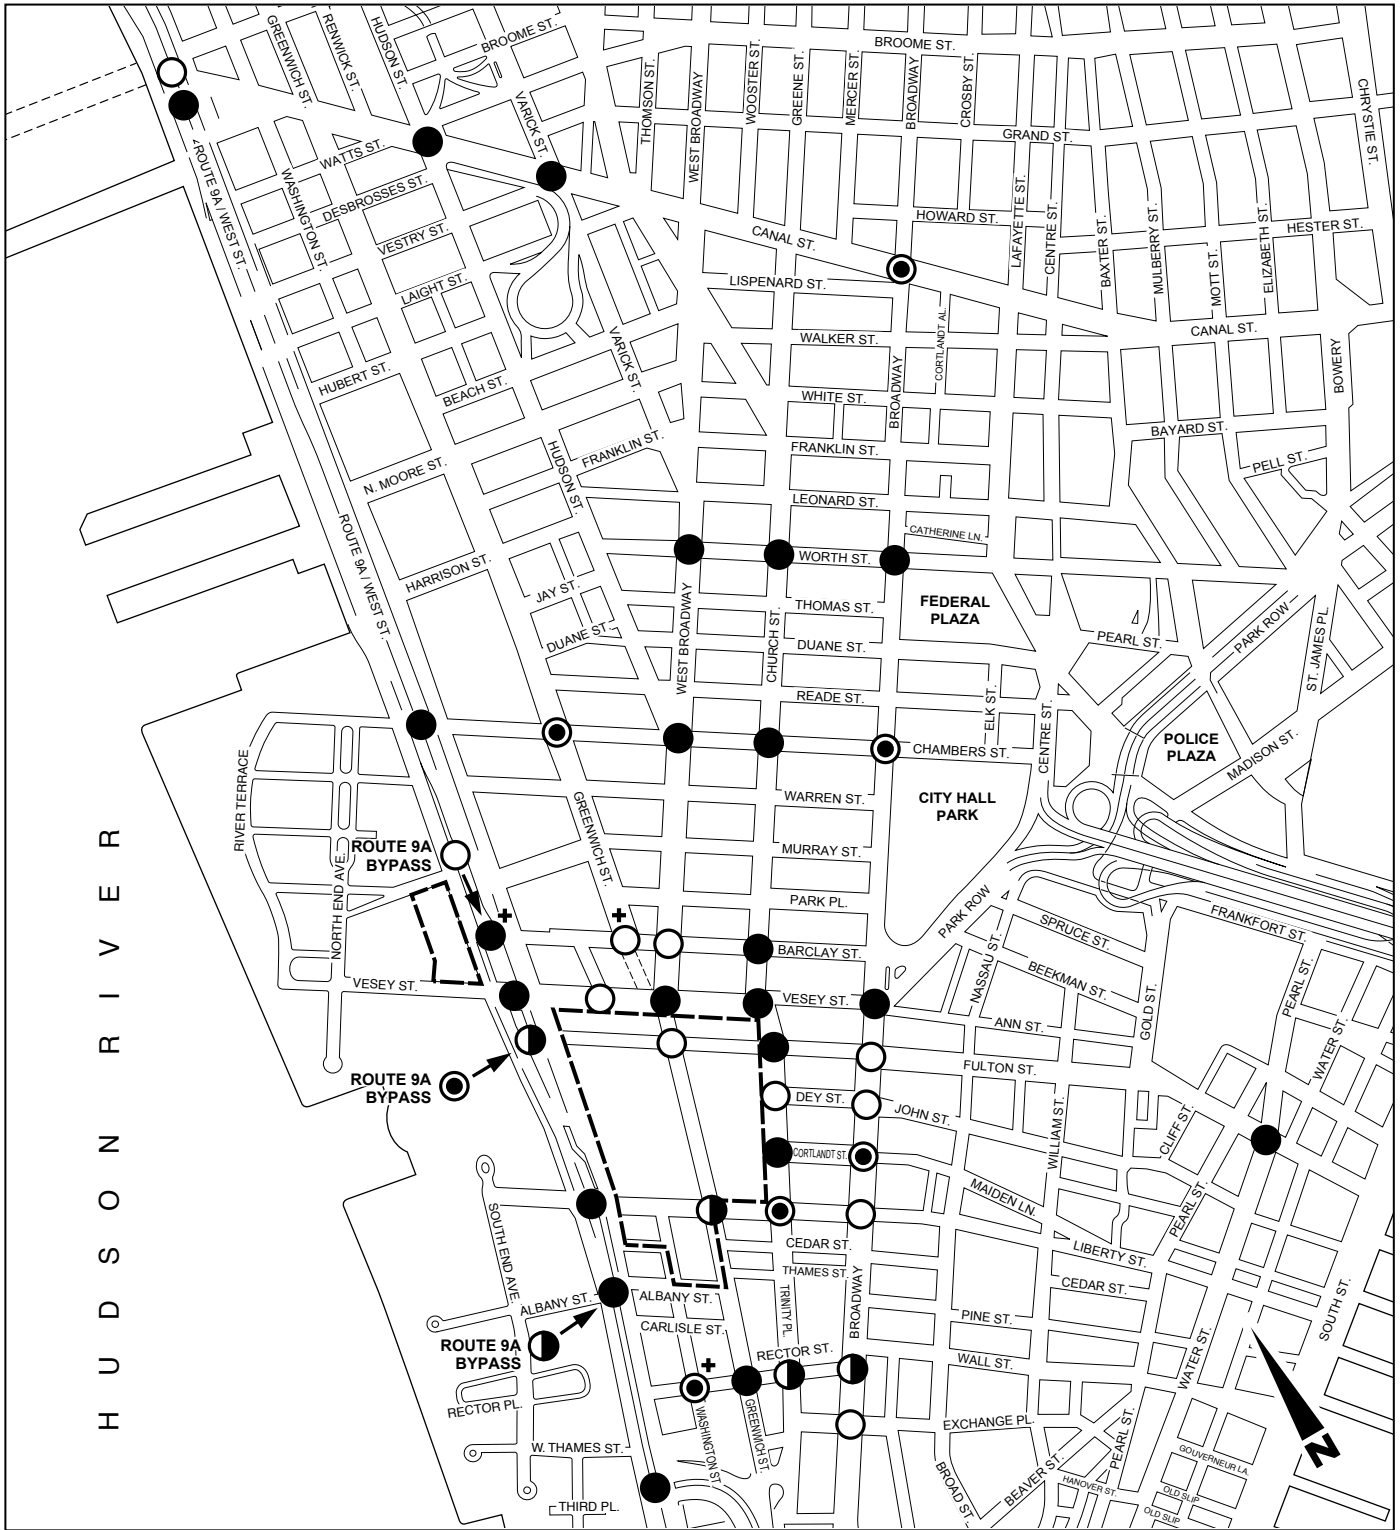 GREENWICH ST.
RENWICK ST.
HUDSON ST.
BROOME ST.
VARICK ST.
THOMSON ST.
WEST BROADWAY
WOOSTER ST.
GREENE ST.
MERCER ST.
BROADWAY
CROSBY ST.
BROOME ST.
CHRYSTIE ST.
GRAND ST.
WATTS ST.
ROUTE 9A / WEST ST.
WASHINGTON ST.
DESBROSSES ST.
VESTRY ST.
LAIGHT ST.
CANAL ST.
HOWARD ST.
LAFAYETTE ST.
CENTRE ST.
BAXTER ST.
MULBERRY ST.
MOTT ST.
ELIZABETH ST.
HESTER ST.
LISPENARD ST.
CORTLANDT AL.
CANAL ST.
WALKER ST.
VARICK ST.
HUBERT ST.
BEACH ST.
WHITE ST.
BROADWAY
BOWERY
BAYARD ST.
FRANKLIN ST.
HUDSON ST.
FRANKLIN ST.
PELL ST.
N. MOORE ST.
LEONARD ST.
CATHERINE LN.
ROUTE 9A / WEST ST.
WORTH ST.
HARRISON ST.
JAY ST.
FEDERAL
PLAZA
THOMAS ST.
DUANE ST.
WEST BROADWAY
CHURCH ST.
DUANE ST.
PEARL ST.
PARK ROW
ST. JAMES PL.
READE ST.
ELK ST.
CENTRE ST.
CHAMBERS ST.
POLICE
PLAZA
MADISON ST.
RIVER TERRACE
GREENWICH ST.
WARREN ST.
CITY HALL
PARK
ROUTE 9A
BYPASS
NORTH END AVE.
MURRAY ST.
PARK PL.
PARK ROW
SPRUCE ST.
FRANKFORT ST.
BARCLAY ST.
NASSAU ST.
BEEKMAN ST.
GOLD ST.
PEARL ST.
VESEY ST.
VESEY ST.
ANN ST.
WATER ST.
FULTON ST.
ROUTE 9A
BYPASS
DEY ST.
JOHN ST.
WILLIAM ST.
CLIFF ST.
CORTLANDT ST.
MAIDEN LN.
PEARL ST.
SOUTH END AVE.
CEDAR ST.
LIBERTY ST.
THAMES ST.
CEDAR ST.
ALBANY ST.
ALBANY ST.
TRINITY PL.
BROADWAY
PINE ST.
SOUTH ST.
CARLISLE ST.
ROUTE 9A
BYPASS
RECTOR ST.
WALL ST.
WATER ST.
RECTOR PL.
WASHINGTON ST
GREENWICH ST.
EXCHANGE PL.
PEARL ST.
W. THAMES ST.
BROAD ST.
BEAVER ST.
HANOVER ST.
GOUVERNEUR LA.
OLD SLIP
OLD SLIP
THIRD PL.
HUDSON RIVER
N